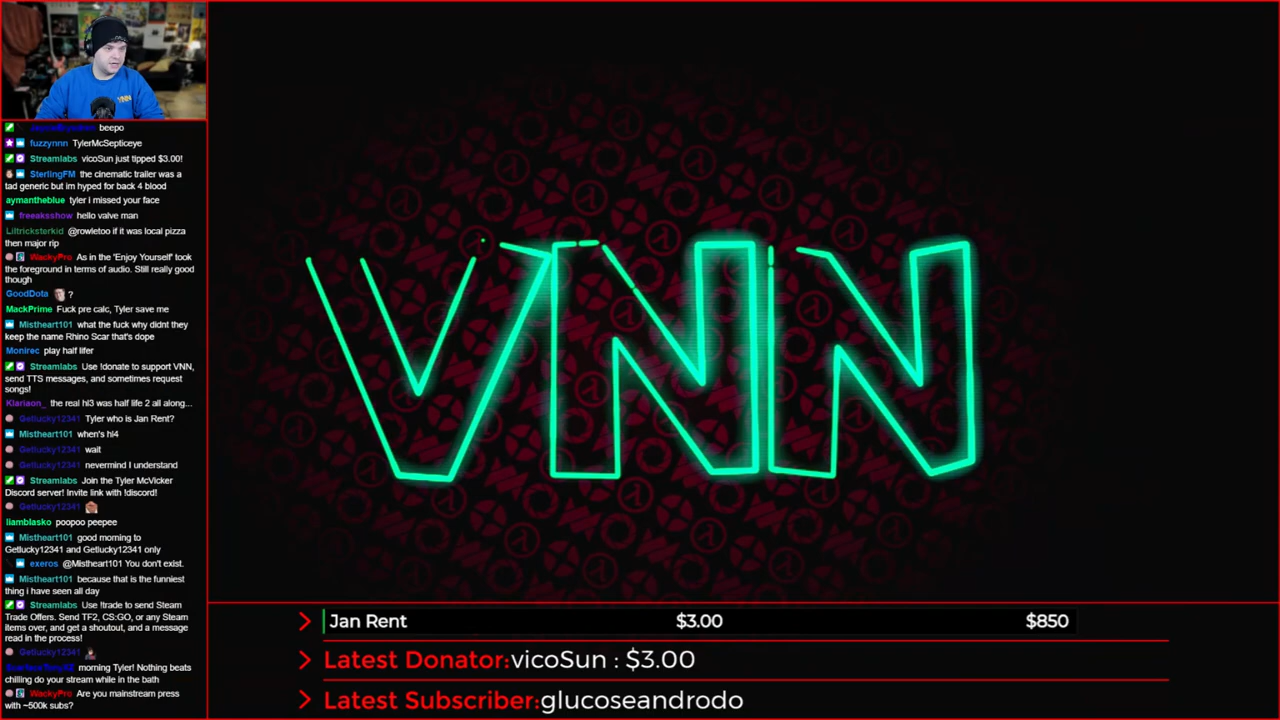 beepo
fuzzynnn TylerMcSepticeye
Streamlabs vicoSun just tipped $3.00!
SterlingFM the cinematic trailer was a
tad generic but im hyped for back 4 blood
aymantheblue tyler i missed your face
freeaksshow hello valve man
Liltricksterkid @rowletoo if it was local pizza
then major rip
WackyPro As in the 'Enjoy Yourself' took
the foreground in terms of audio. Still really good
though
GoodDota ?
MackPrime Fuck pre calc, Tyler save me
Mistheart101 what the fuck why didnt they
keep the name Rhino Scar that's dope
Monirec play half lifer
Streamlabs Use !donate to support VNN,
send TTS messages, and sometimes request
songs!
Klariaon_ the real hl3 was half life 2 all along...
Getlucky12341 Tyler who is Jan Rent?
Mistheart101 when's hl4
Getlucky12341 wait
Getlucky12341 nevermind I understand
Streamlabs Join the Tyler McVicker
Discord server! Invite link with !discord!
Getlucky12341
liamblasko poopoo peepee
Mistheart101 good morning to
Getlucky12341 and Getlucky12341 only
exeros @Mistheart101 You don't exist.
Mistheart101 because that is the funniest
thing i have seen all day
Streamlabs Use !trade to send Steam
Trade Offers. Send TF2, CS:GO, or any Steam
items over, and get a shoutout, and a message
read in the process!
Getlucky12341
morning Tyler! Nothing beats
chilling do your stream while in the bath
WackyPro Are you mainstream press
with ~500k subs?
VNN
Jan Rent $3.00 $850
Latest Donator:vicoSun : $3.00
Latest Subscriber:glucoseandrodo